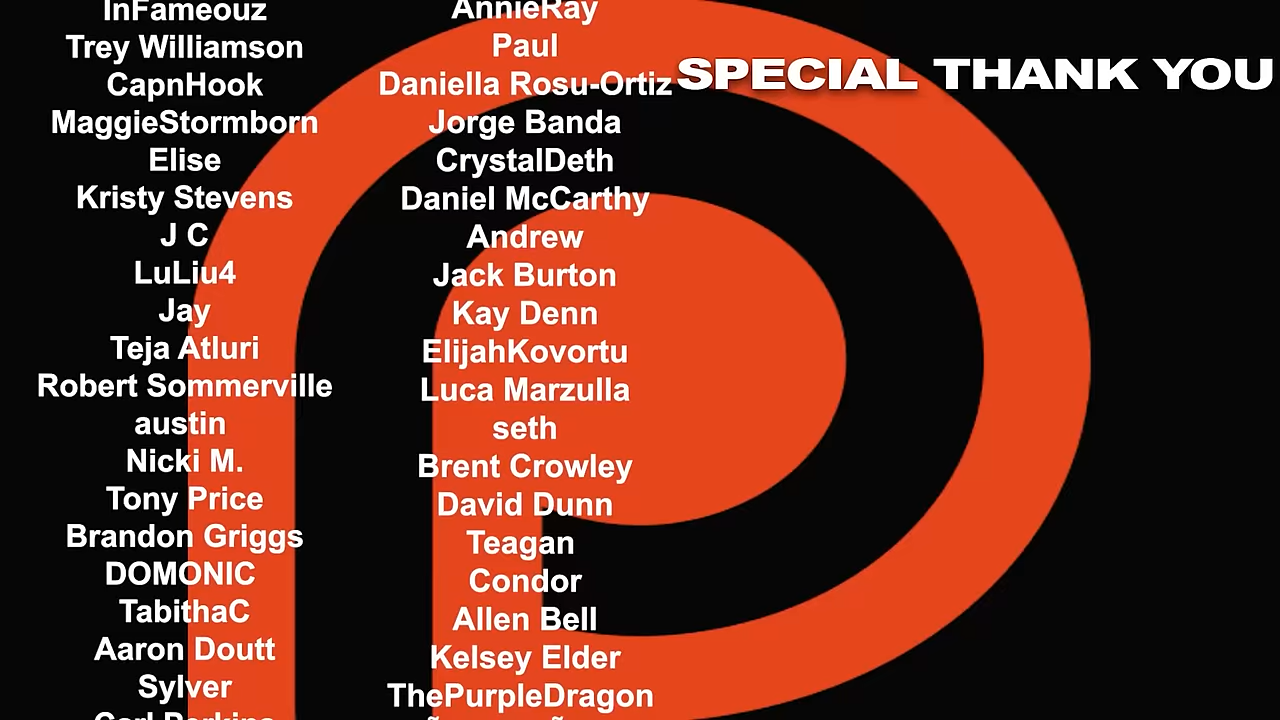 InFameouz
Trey Williamson
CapnHook
MaggieStormborn
Elise
Kristy Stevens
J C
LuLiu4
Jay
Teja Atluri
Robert Sommerville
austin
Nicki M.
Tony Price
Brandon Griggs
DOMONIC
TabithaC
Aaron Doutt
Sylver
Carl Perkins
AnnieRay
Paul
Daniella Rosu-Ortiz
Jorge Banda
CrystalDeth
Daniel McCarthy
Andrew
Jack Burton
Kay Denn
ElijahKovortu
Luca Marzulla
seth
Brent Crowley
David Dunn
Teagan
Condor
Allen Bell
Kelsey Elder
ThePurpleDragon
SPECIAL THANK YOU